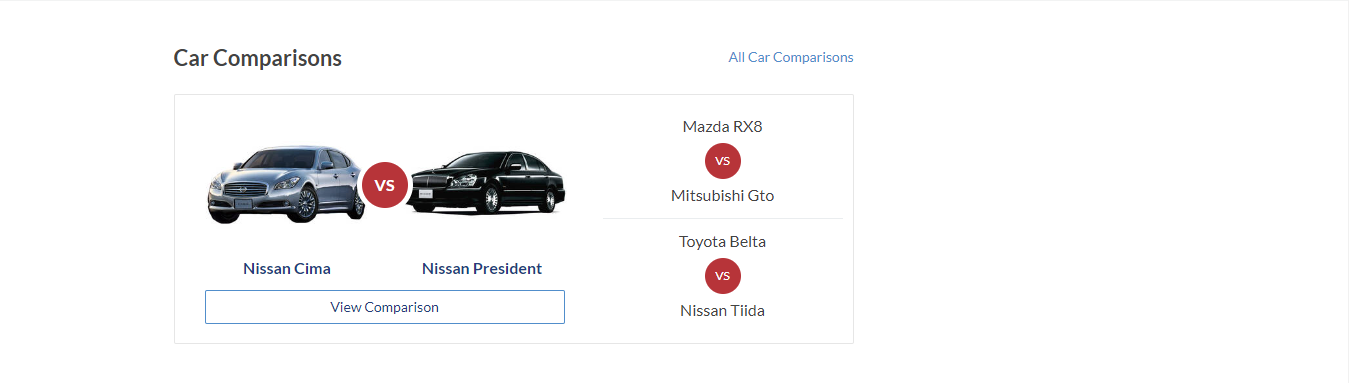 Car Comparisons
All Car Comparisons
VS
Nissan Cima
Nissan President
View Comparison
Mazda RX8
VS
Mitsubishi Gto
Toyota Belta
VS
Nissan Tiida